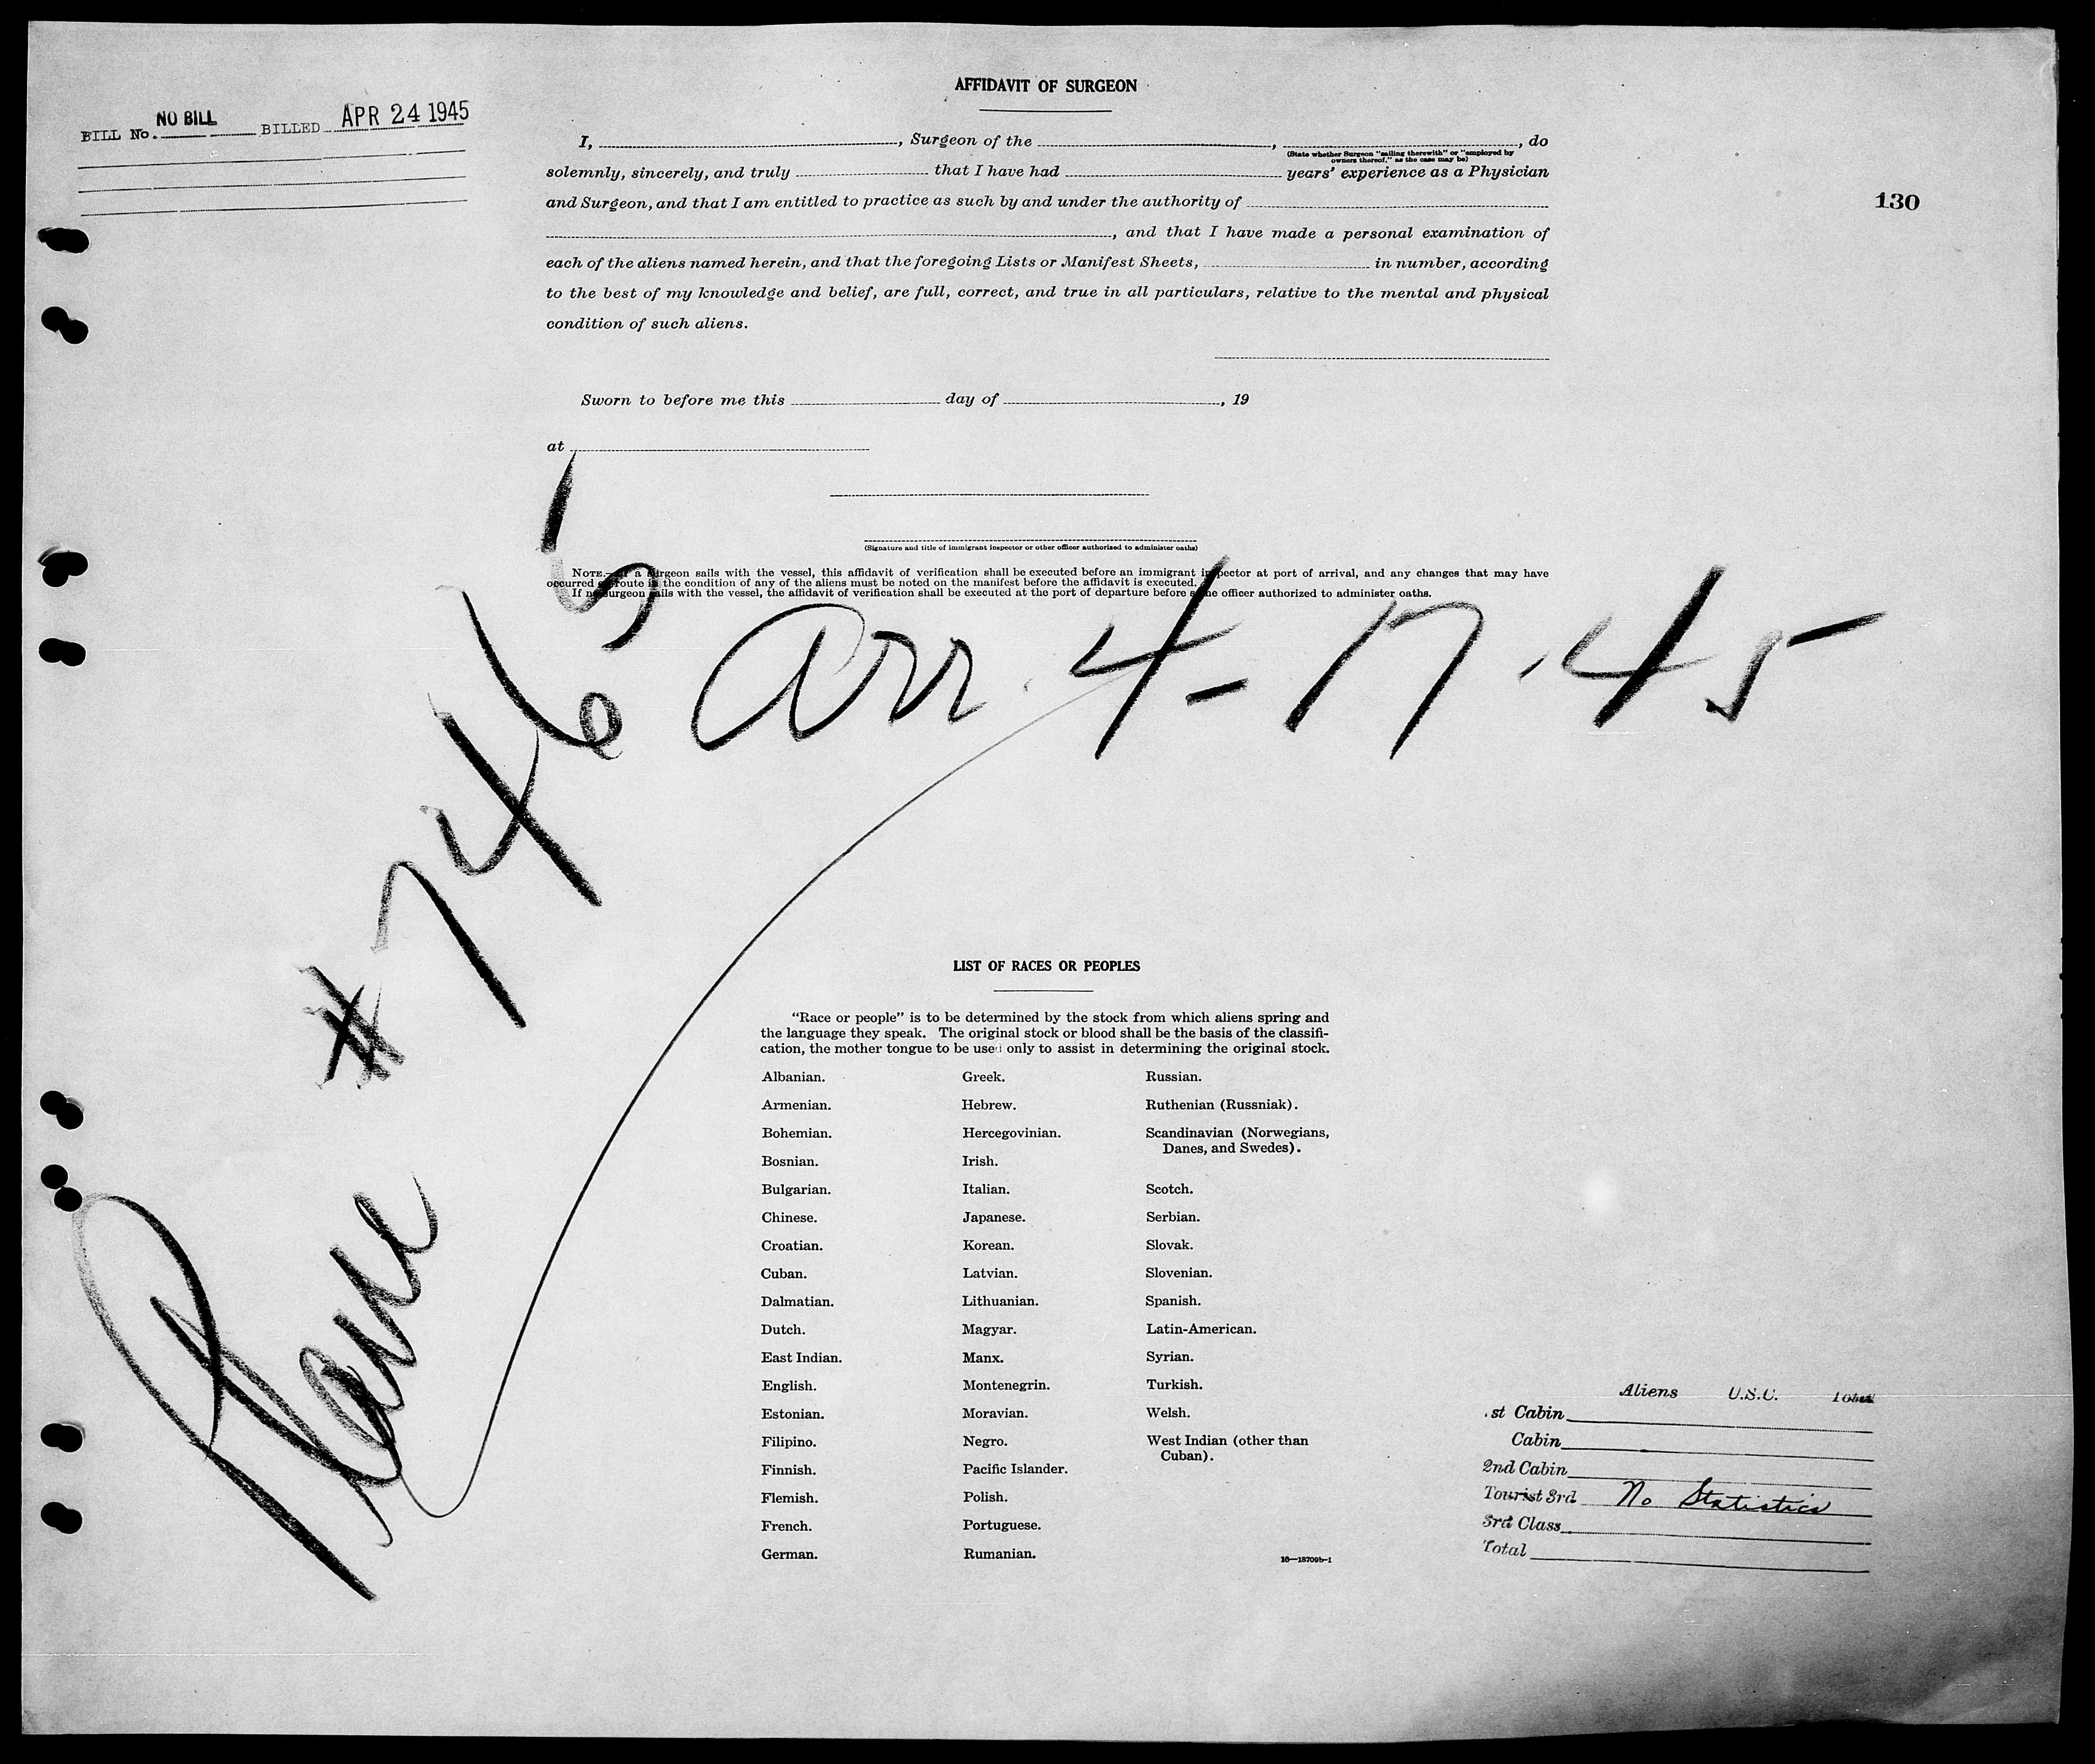 AFFIDAVIT OF SURGEON
BILL No. NO BILL BILLED APR 24 1945
I, , Surgeon of the , , do
(State whether Surgeon "sailing therewith" or "employed by
owners thereof," as the case may be)
solemnly, sincerely, and truly that I have had years' experience as a Physician
and Surgeon, and that I am entitled to practice as such by and under the authority of
, and that I have made a personal examination of
each of the aliens named herein, and that the foregoing Lists or Manifest Sheets, in number, according
to the best of my knowledge and belief, are full, correct, and true in all particulars, relative to the mental and physical
condition of such aliens.
130
Sworn to before me this day of , 19
at
(Signature and title of immigrant inspector or other officer authorized to administer oaths)
NOTE.—If a surgeon sails with the vessel, this affidavit of verification shall be executed before an immigrant inspector at port of arrival, and any changes that may have
occurred en route in the condition of any of the aliens must be noted on the manifest before the affidavit is executed.
If no surgeon sails with the vessel, the affidavit of verification shall be executed at the port of departure before some officer authorized to administer oaths.
Plane # 7465
arr. 4-17-45
LIST OF RACES OR PEOPLES
"Race or people" is to be determined by the stock from which aliens spring and
the language they speak. The original stock or blood shall be the basis of the classifi-
cation, the mother tongue to be used only to assist in determining the original stock.
Albanian.
Armenian.
Bohemian.
Bosnian.
Bulgarian.
Chinese.
Croatian.
Cuban.
Dalmatian.
Dutch.
East Indian.
English.
Estonian.
Filipino.
Finnish.
Flemish.
French.
German.
Greek.
Hebrew.
Hercegovinian.
Irish.
Italian.
Japanese.
Korean.
Latvian.
Lithuanian.
Magyar.
Manx.
Montenegrin.
Moravian.
Negro.
Pacific Islander.
Polish.
Portuguese.
Rumanian.
Russian.
Ruthenian (Russniak).
Scandinavian (Norwegians,
Danes, and Swedes).
Scotch.
Serbian.
Slovak.
Slovenian.
Spanish.
Latin-American.
Syrian.
Turkish.
Welsh.
West Indian (other than
Cuban).
16—18709b-1
Aliens U.S.C. Total
st Cabin
Cabin
2nd Cabin
Tourist 3rd No Statistics
3rd Class
Total